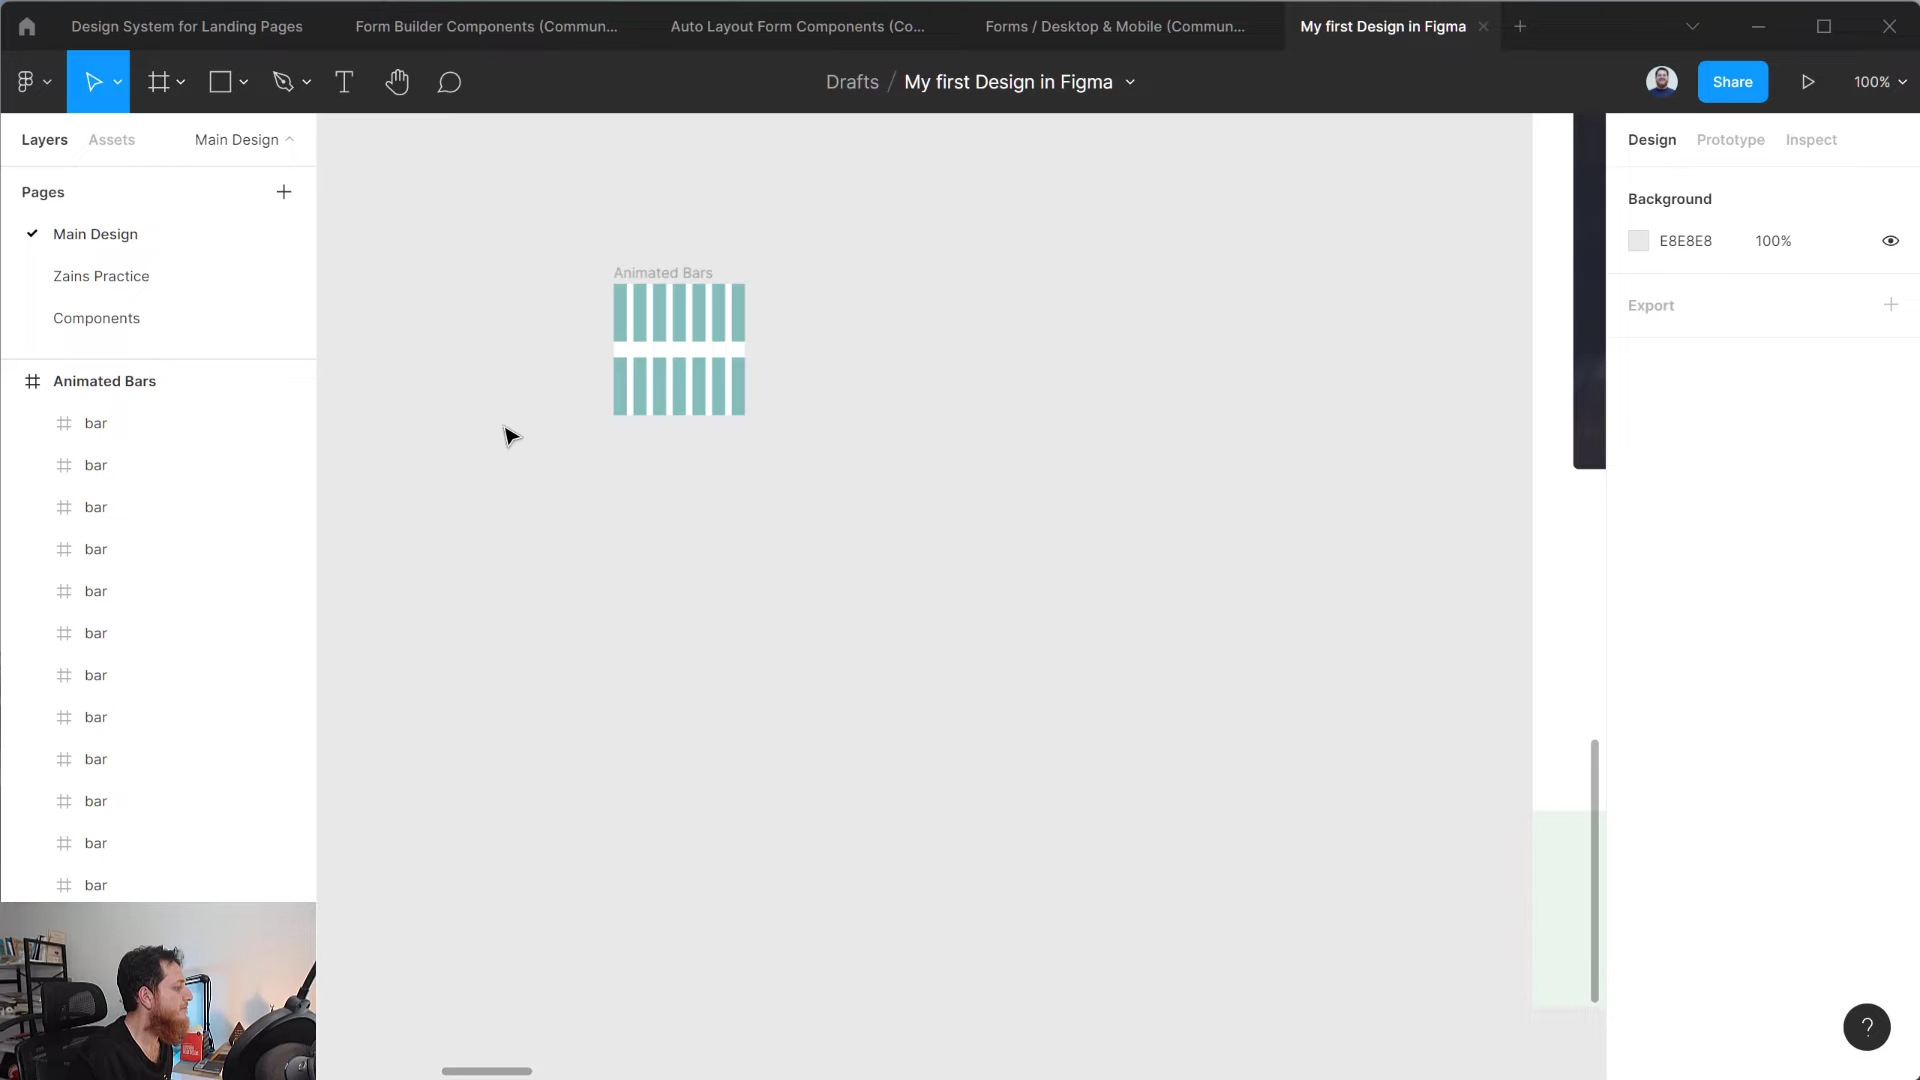 Design System for Landing Pages
Form Builder Components (Commun...
Auto Layout Form Components (Co...
Forms / Desktop & Mobile (Commun...
My first Design in Figma
Drafts / My first Design in Figma
Share
100%
Layers
Assets
Main Design
Design
Prototype
Inspect
Pages
Main Design
Zains Practice
Components
Background
E8E8E8
100%
Export
Animated Bars
Animated Bars
bar
bar
bar
bar
bar
bar
bar
bar
bar
bar
bar
bar
?